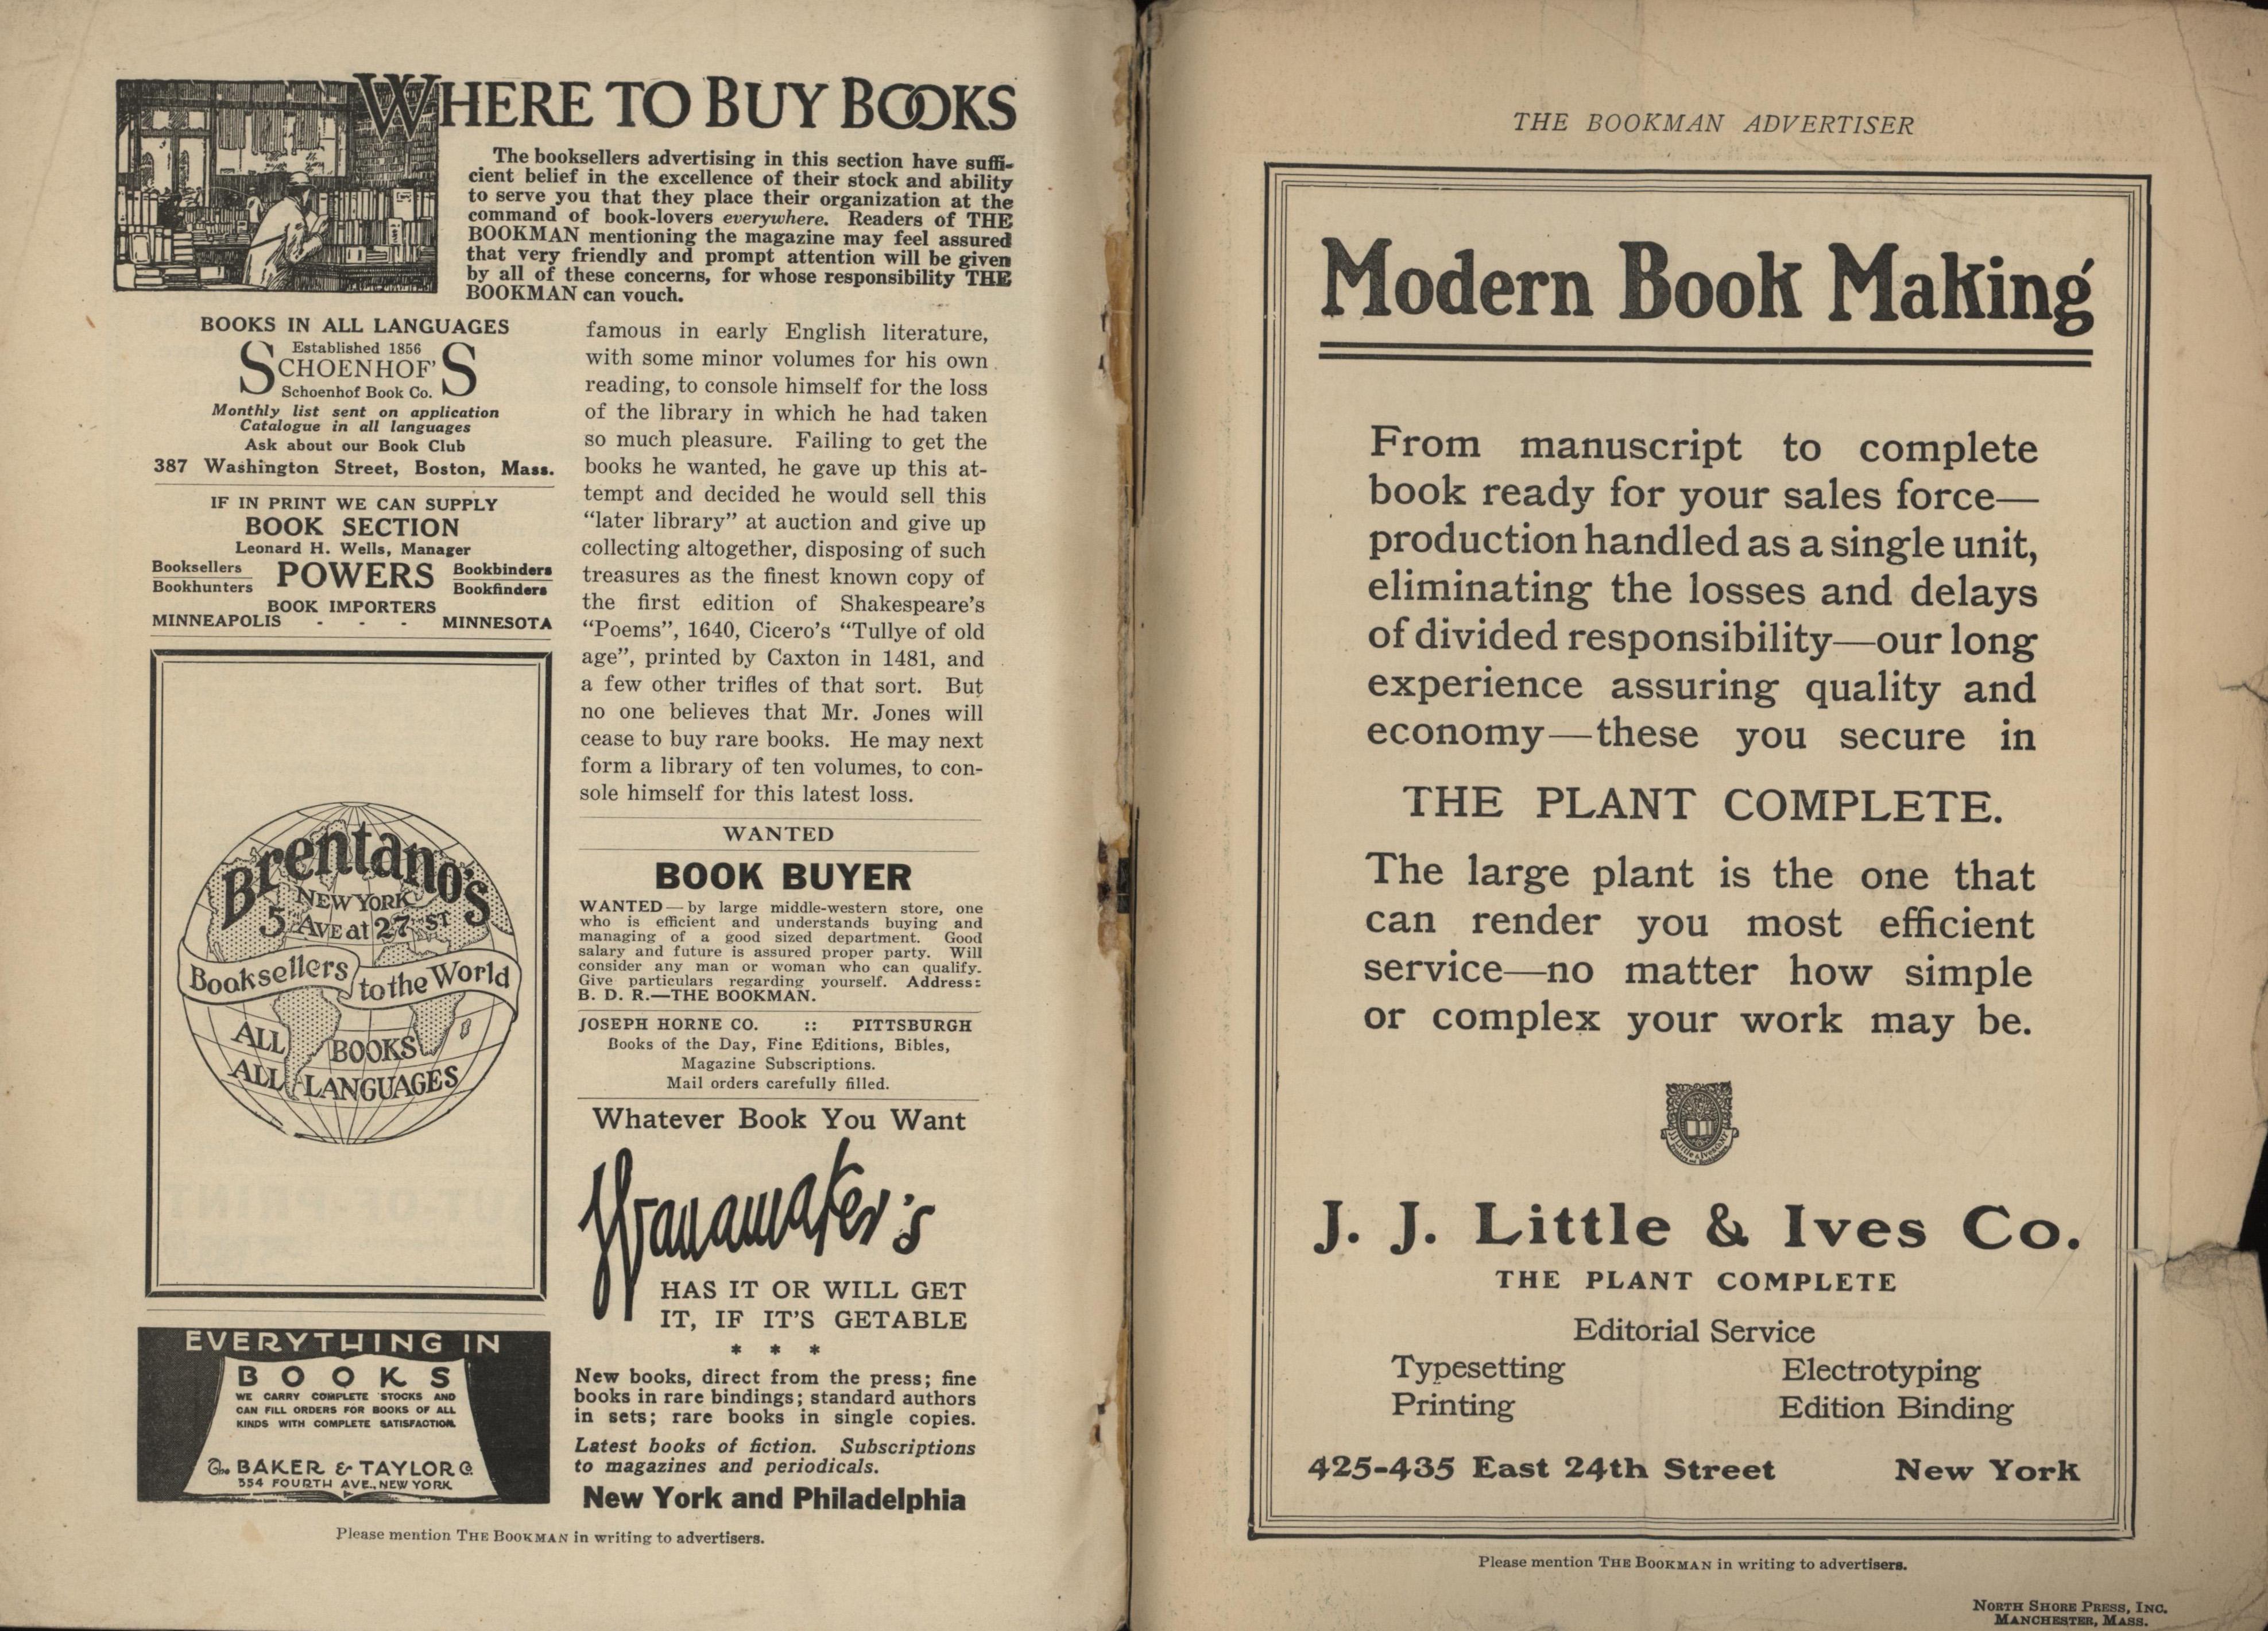 WHERE TO BUY BOOKS
The booksellers advertising in this section have suffi-
cient belief in the excellence of their stock and ability
to serve you that they place their organization at the
command of book-lovers everywhere. Readers of THE
BOOKMAN mentioning the magazine may feel assured
that very friendly and prompt attention will be given
by all of these concerns, for whose responsibility THE
BOOKMAN can vouch.
BOOKS IN ALL LANGUAGES
Established 1856
SCHOENHOF'S
Schoenhof Book Co.
Monthly list sent on application
Catalogue in all languages
Ask about our Book Club
387 Washington Street, Boston, Mass.
IF IN PRINT WE CAN SUPPLY
BOOK SECTION
Leonard H. Wells, Manager
Booksellers POWERS Bookbinders
Bookhunters Bookfinders
BOOK IMPORTERS
MINNEAPOLIS - - - MINNESOTA
Brentano's
NEW YORK
5TH AVE at 27 ST
Booksellers to the World
ALL BOOKS
ALL LANGUAGES
EVERYTHING IN
BOOKS
WE CARRY COMPLETE STOCKS AND
CAN FILL ORDERS FOR BOOKS OF ALL
KINDS WITH COMPLETE SATISFACTION.
The BAKER & TAYLOR Co.
354 FOURTH AVE., NEW YORK
famous in early English literature,
with some minor volumes for his own
reading, to console himself for the loss
of the library in which he had taken
so much pleasure. Failing to get the
books he wanted, he gave up this at-
tempt and decided he would sell this
“later library” at auction and give up
collecting altogether, disposing of such
treasures as the finest known copy of
the first edition of Shakespeare’s
“Poems”, 1640, Cicero’s “Tullye of old
age”, printed by Caxton in 1481, and
a few other trifles of that sort. But
no one believes that Mr. Jones will
cease to buy rare books. He may next
form a library of ten volumes, to con-
sole himself for this latest loss.
WANTED
BOOK BUYER
WANTED—by large middle-western store, one
who is efficient and understands buying and
managing of a good sized department. Good
salary and future is assured proper party. Will
consider any man or woman who can qualify.
Give particulars regarding yourself. Address:
B. D. R.—THE BOOKMAN.
JOSEPH HORNE CO. :: PITTSBURGH
Books of the Day, Fine Editions, Bibles,
Magazine Subscriptions.
Mail orders carefully filled.
Whatever Book You Want
Wanamaker's
HAS IT OR WILL GET
IT, IF IT'S GETABLE
* * *
New books, direct from the press; fine
books in rare bindings; standard authors
in sets; rare books in single copies.
Latest books of fiction. Subscriptions
to magazines and periodicals.
New York and Philadelphia
Please mention THE BOOKMAN in writing to advertisers.
THE BOOKMAN ADVERTISER
Modern Book Making
From manuscript to complete
book ready for your sales force—
production handled as a single unit,
eliminating the losses and delays
of divided responsibility—our long
experience assuring quality and
economy—these you secure in
THE PLANT COMPLETE.
The large plant is the one that
can render you most efficient
service—no matter how simple
or complex your work may be.
J. J. Little & Ives Co.
THE PLANT COMPLETE
Editorial Service
Typesetting Electrotyping
Printing Edition Binding
425-435 East 24th Street New York
Please mention THE BOOKMAN in writing to advertisers.
NORTH SHORE PRESS, INC.
MANCHESTER, MASS.